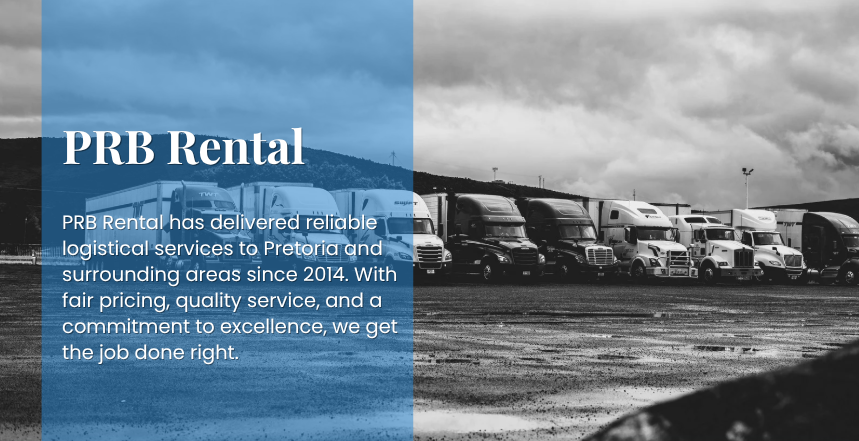 PRB Rental
PRB Rental has delivered reliable
logistical services to Pretoria and
surrounding areas since 2014. With
fair pricing, quality service, and a
commitment to excellence, we get
the job done right.